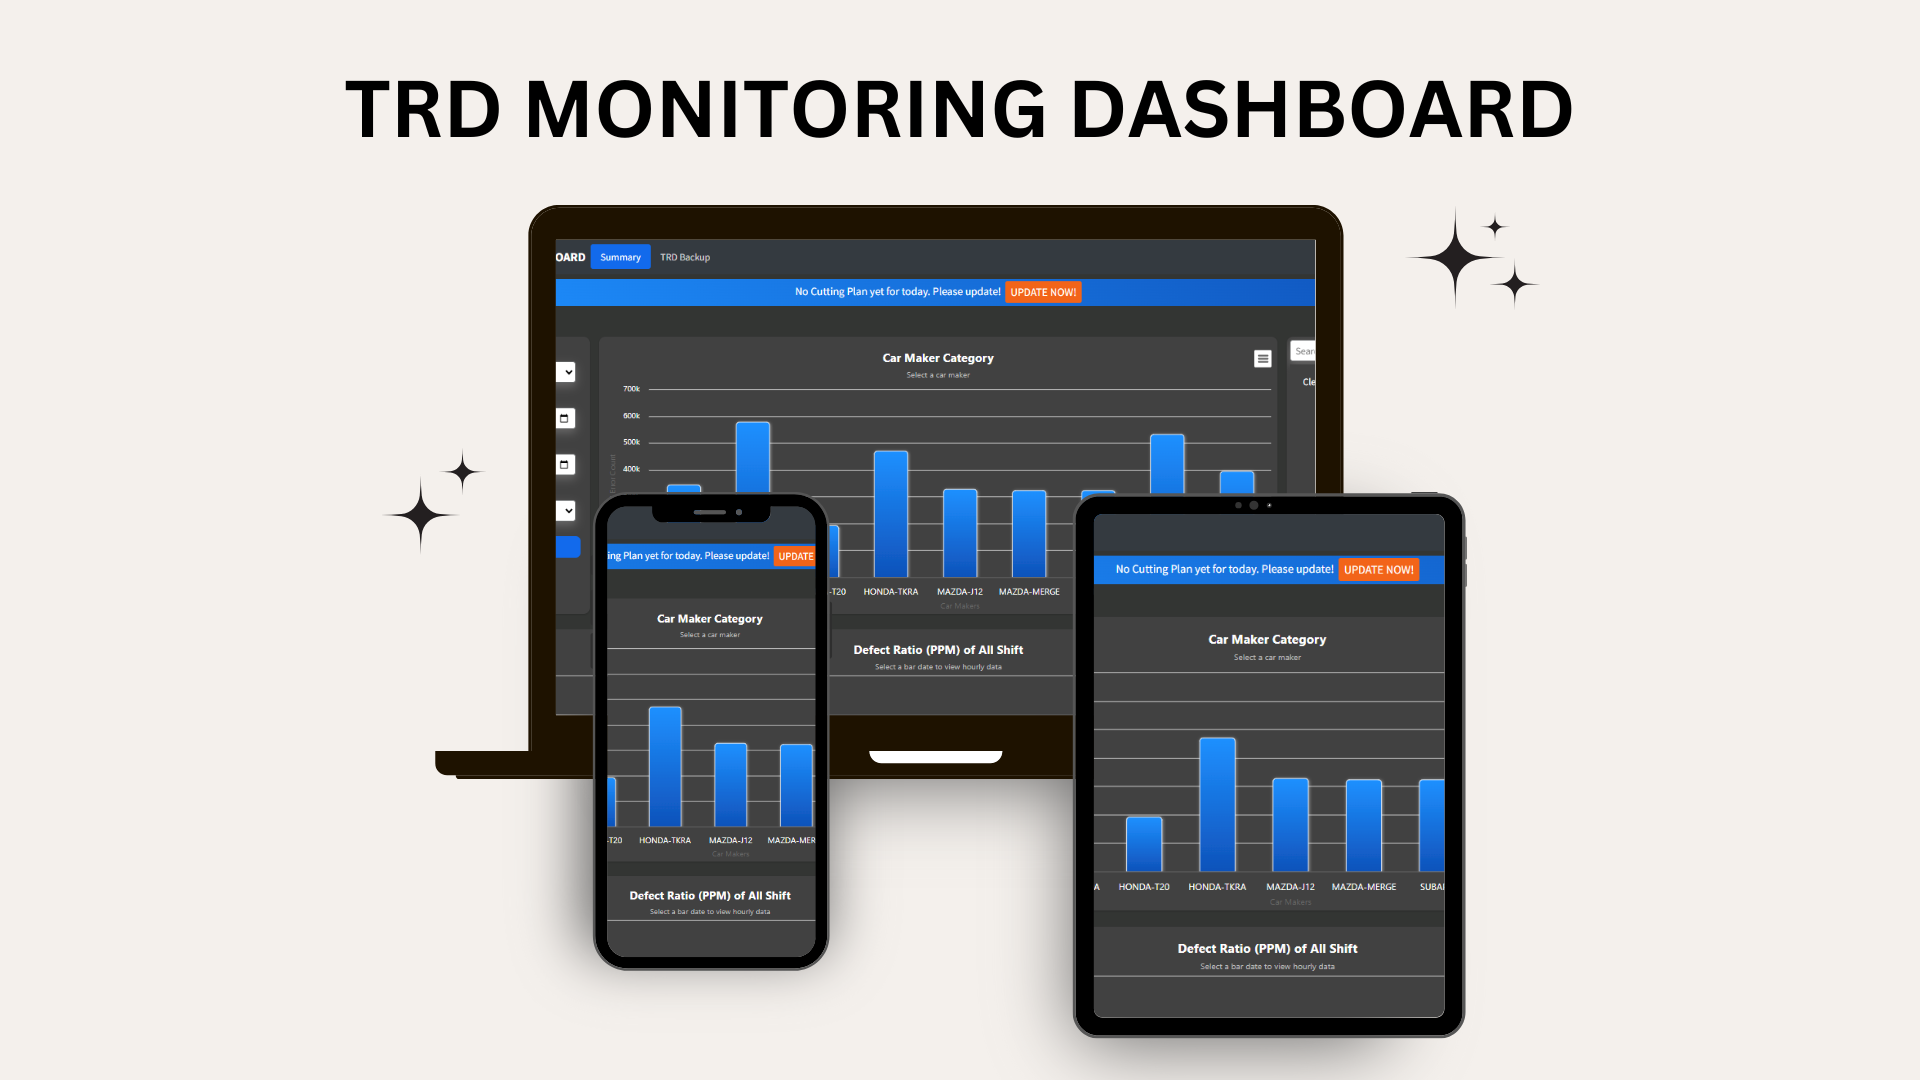 TRD MONITORING DASHBOARD
OARD Summary TRD Backup
No Cutting Plan yet for today. Please update! UPDATE NOW!
Car Maker Category
Select a car maker
Sear
Cle
700k
600k
500k
400k
-T20 HONDA-TKRA MAZDA-J12 MAZDA-MERGE
Car Makers
Defect Ratio (PPM) of All Shift
Select a bar date to view hourly data
ing Plan yet for today. Please update! UPDATE
Car Maker Category
Select a car maker
-T20 HONDA-TKRA MAZDA-J12 MAZDA-MER
Car Makers
Defect Ratio (PPM) of All Shift
Select a bar date to view hourly data
No Cutting Plan yet for today. Please update! UPDATE NOW!
Car Maker Category
Select a car maker
A HONDA-T20 HONDA-TKRA MAZDA-J12 MAZDA-MERGE SUBA
Car Makers
Defect Ratio (PPM) of All Shift
Select a bar date to view hourly data